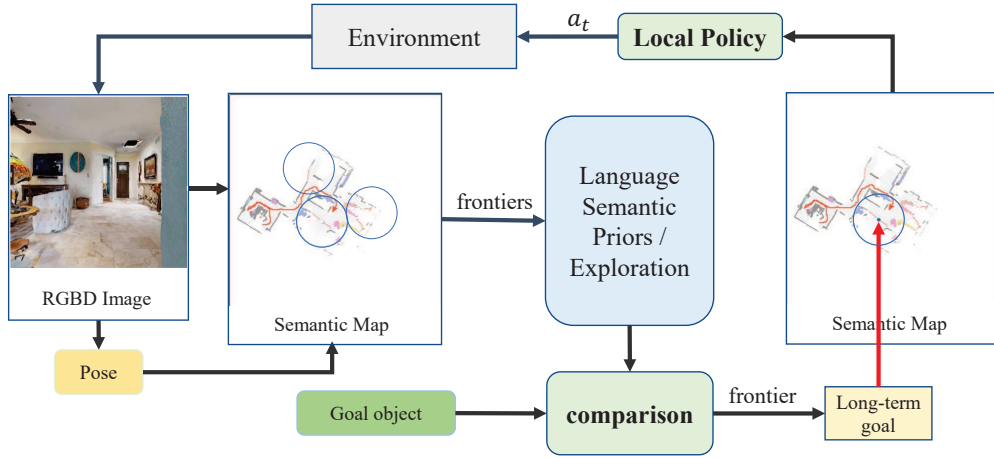 Environment
a_t
Local Policy
RGBD Image
Semantic Map
frontiers
Language
Semantic
Priors /
Exploration
Semantic Map
Pose
Goal object
comparison
frontier
Long-term
goal